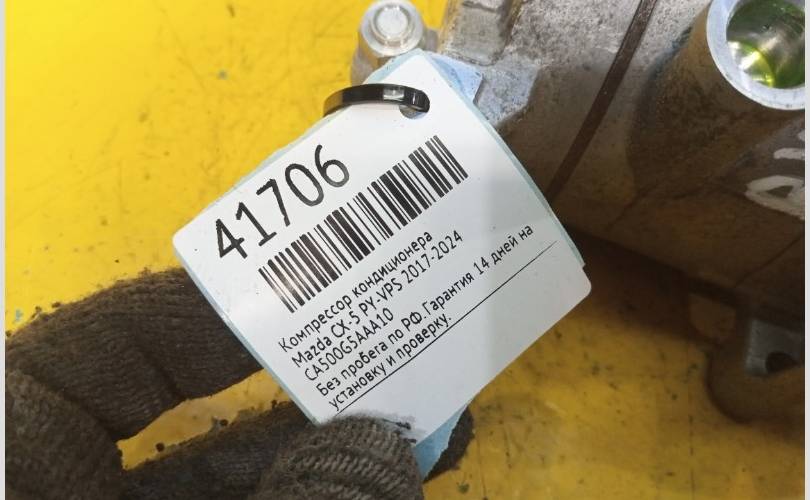 41706
Компрессор кондиционера
Mazda CX-5 PY-VPS 2017-2024
CA500G5AAA10
Без пробега по РФ.Гарантия 14 дней на
установку и проверку.